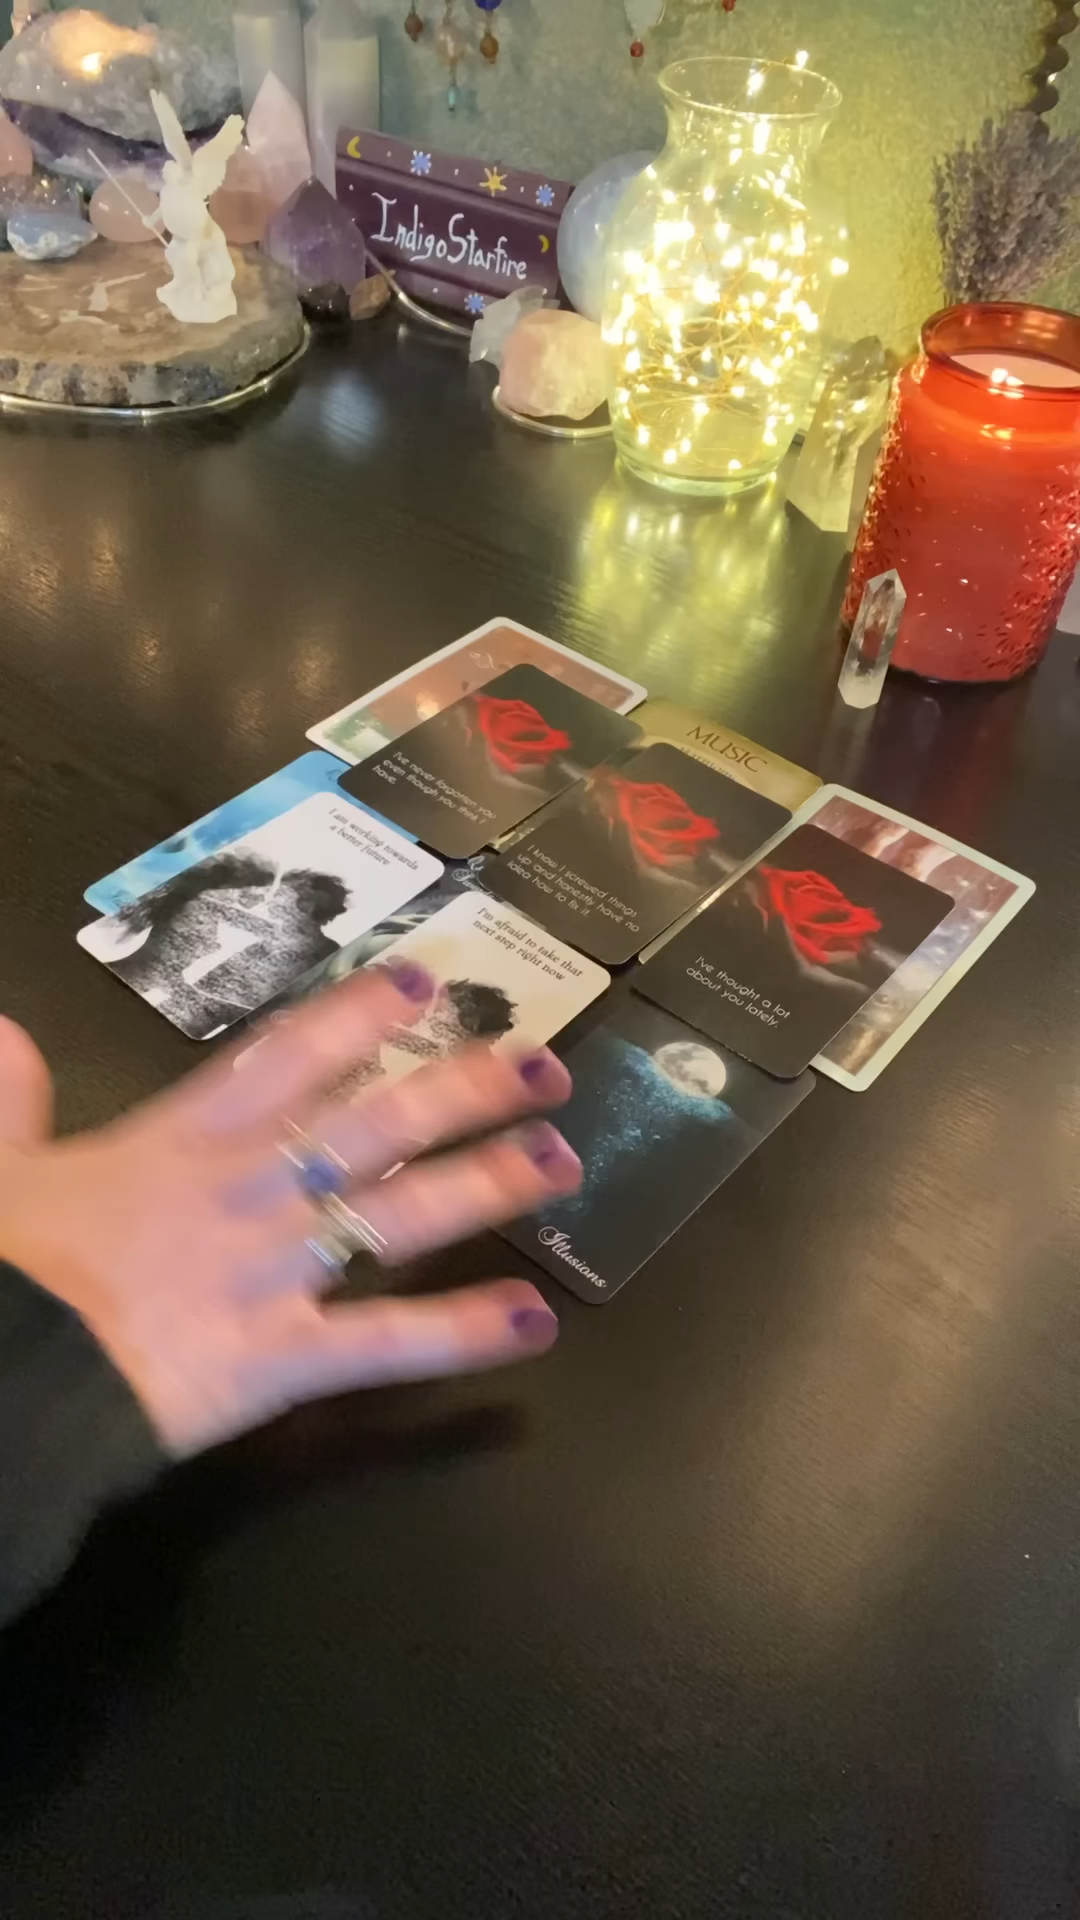 IndigoStarfire
MUSIC
I've never forgotten you
even though you think I
have.
I know I screwed things
up and honestly have no
idea how to fix it.
I've thought a lot
about you lately.
I am working towards
a better future
I'm afraid to take that
next step right now
Illusions